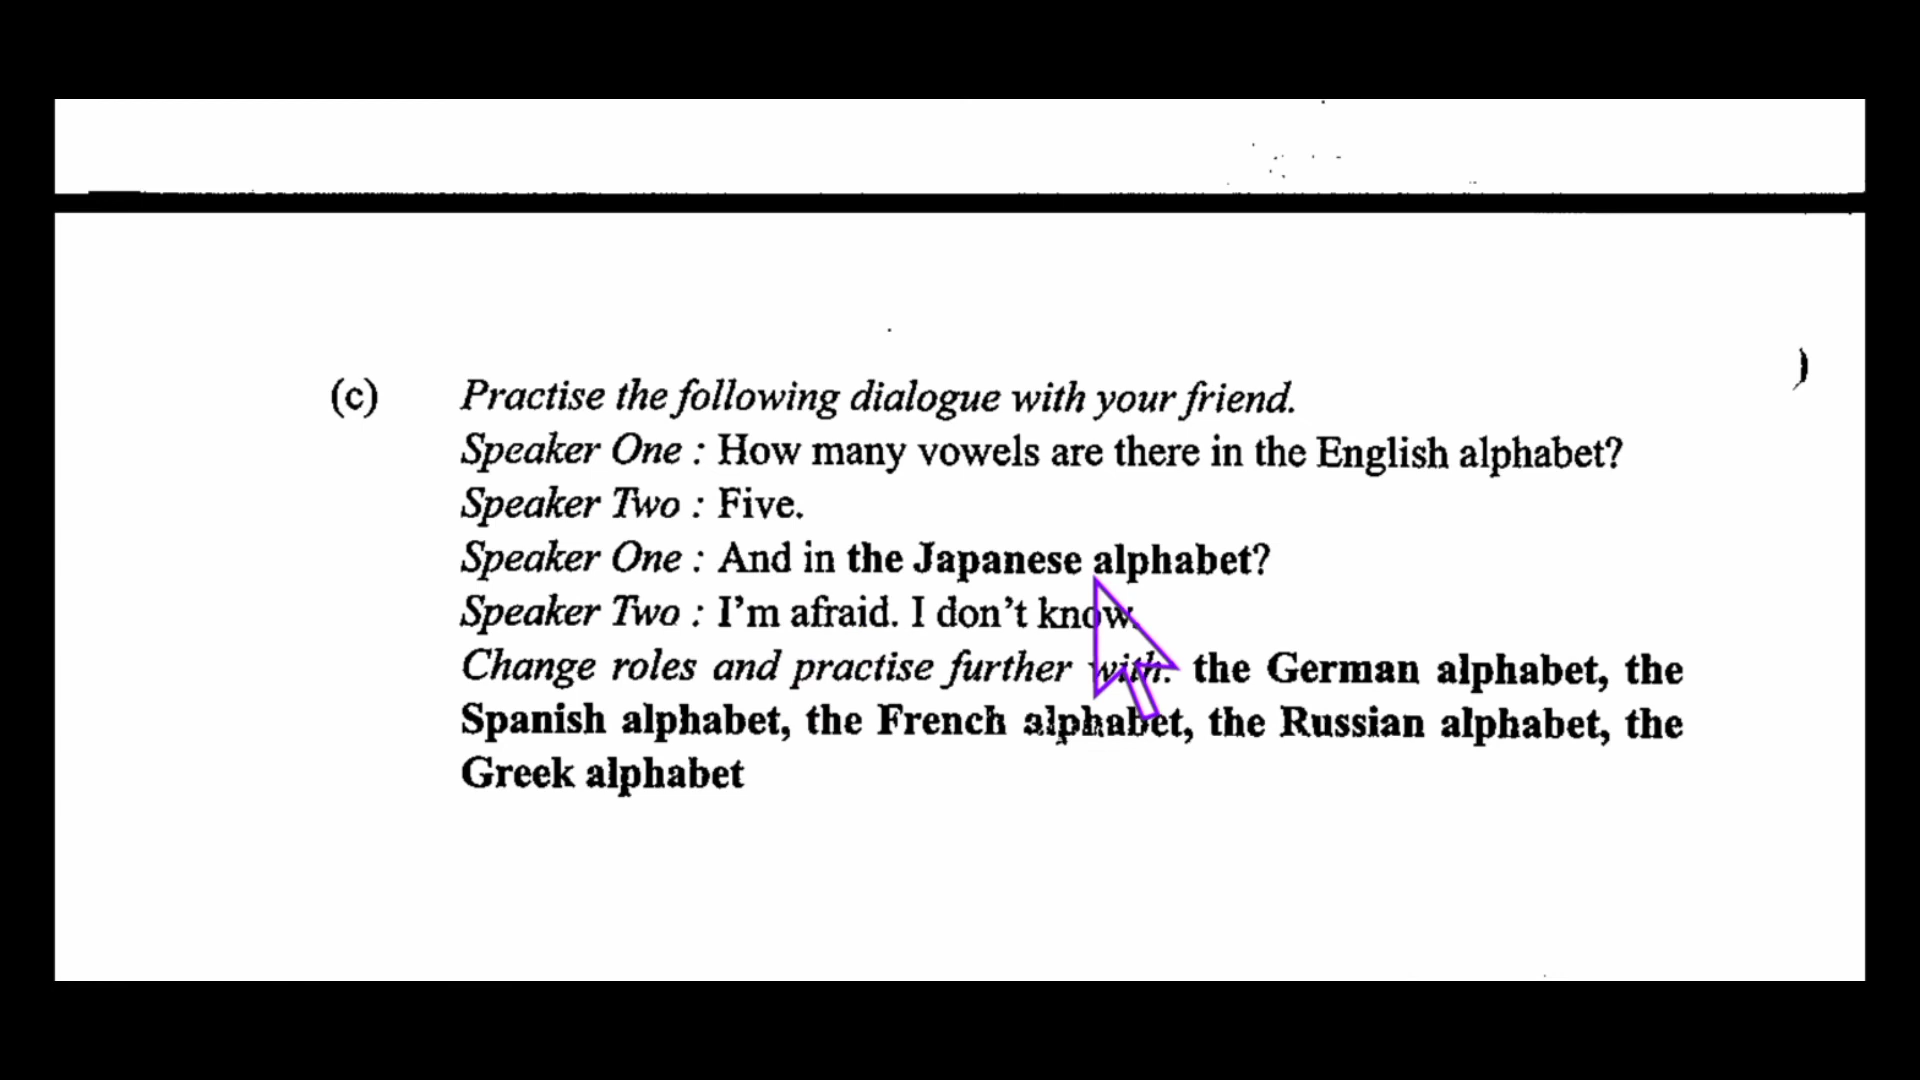 (c) Practise the following dialogue with your friend.
Speaker One : How many vowels are there in the English alphabet?
Speaker Two : Five.
Speaker One : And in the Japanese alphabet?
Speaker Two : I'm afraid. I don't know.
Change roles and practise further with: the German alphabet, the
Spanish alphabet, the French alphabet, the Russian alphabet, the
Greek alphabet